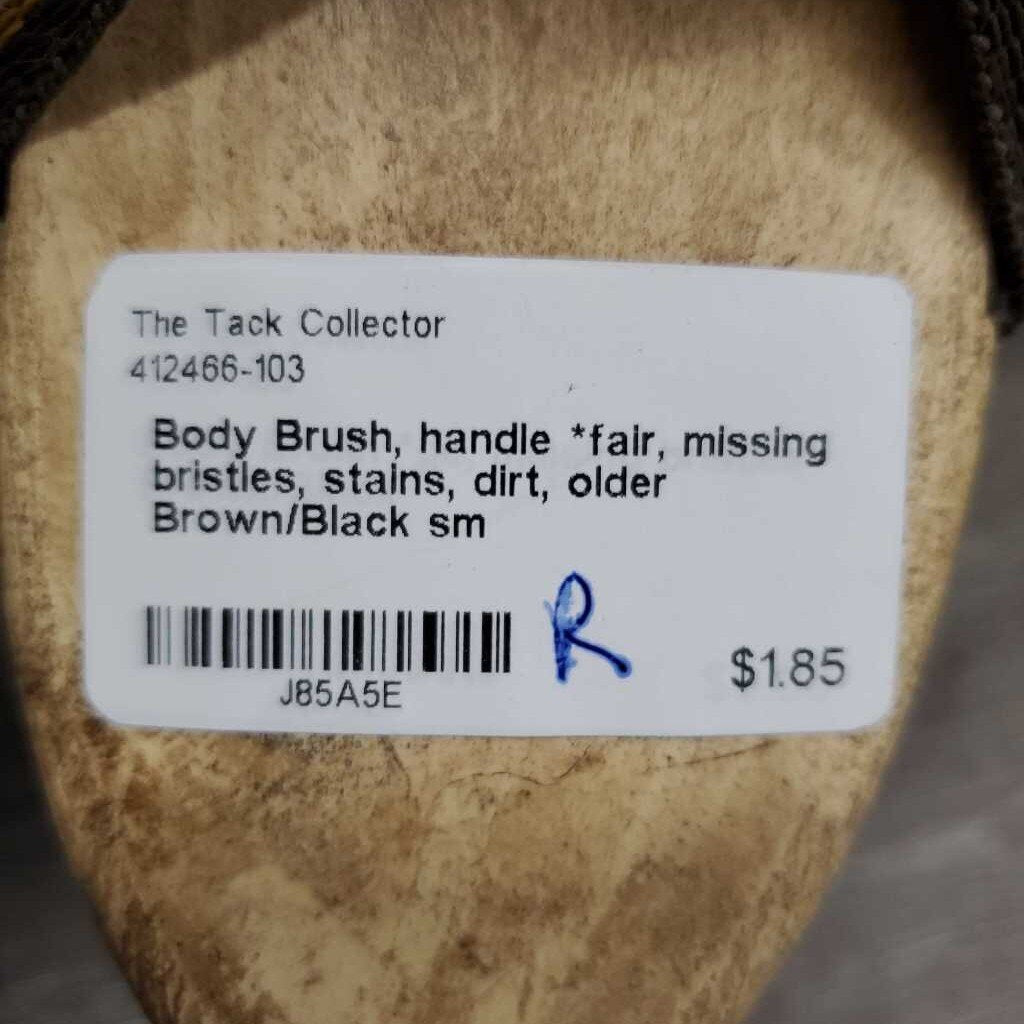 The Tack Collector
412466-103
Body Brush, handle *fair, missing
bristles, stains, dirt, older
Brown/Black sm
R
$1.85
J85A5E